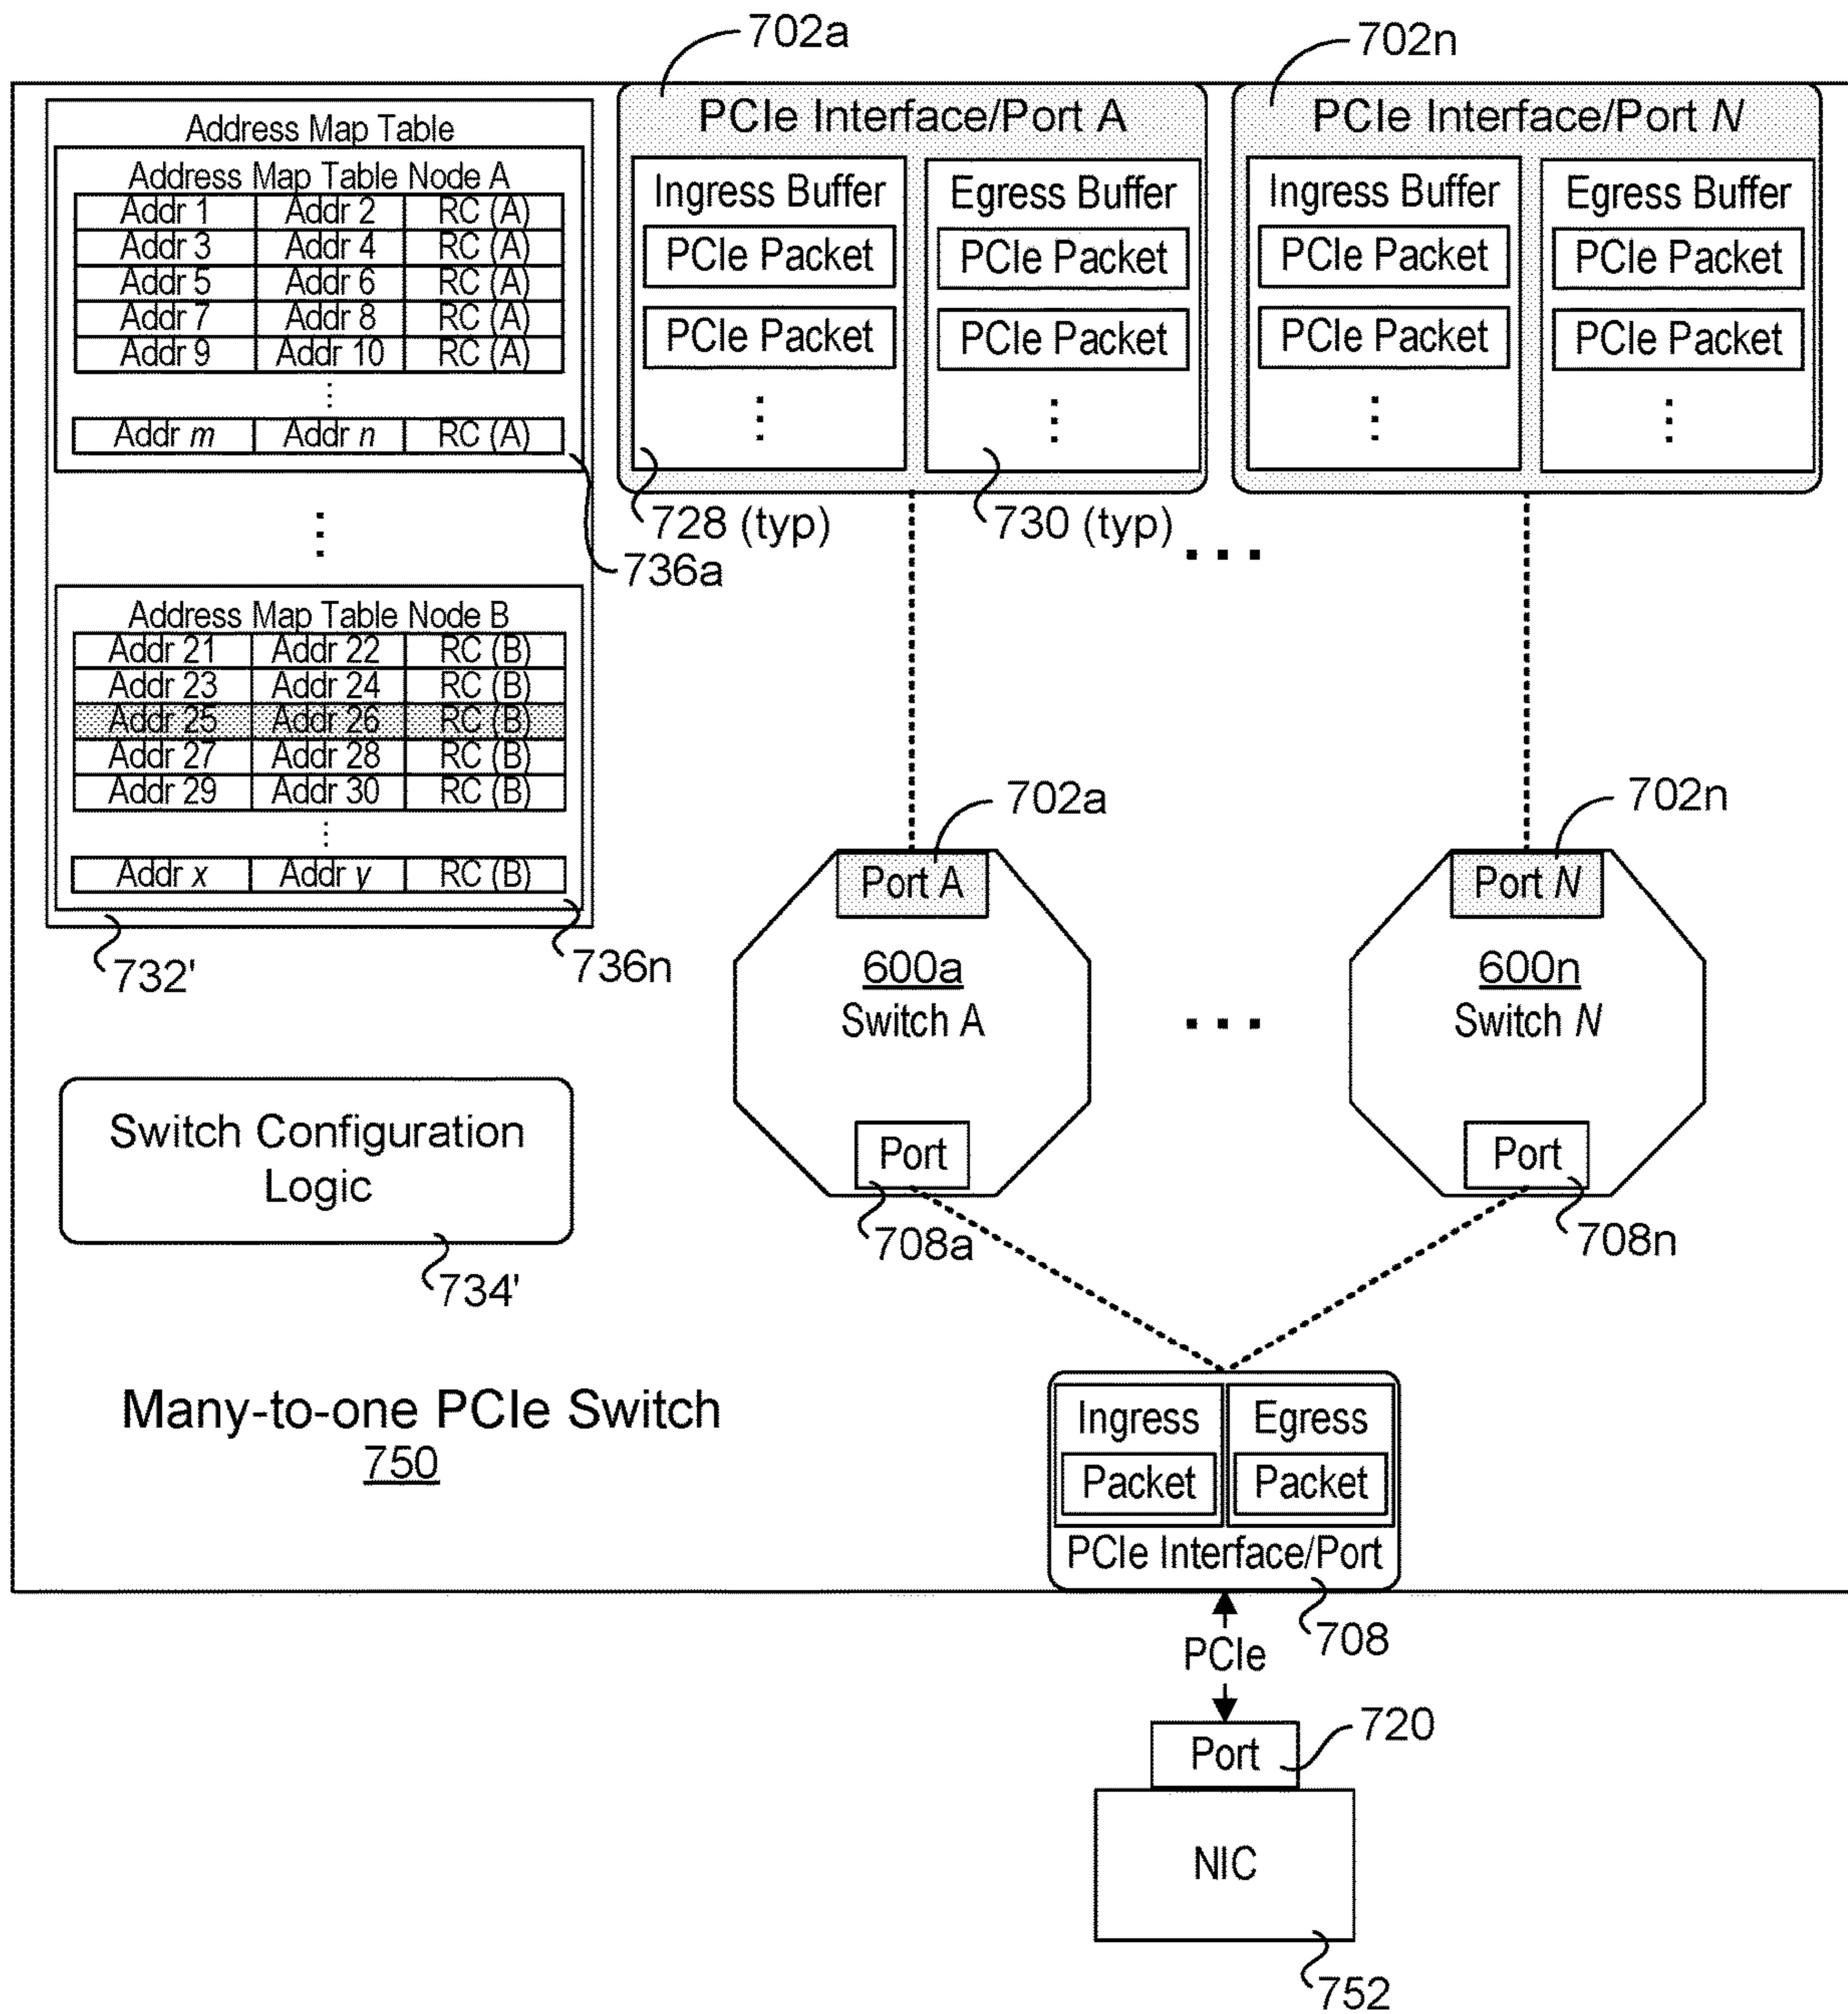 702a
702n
Address Map Table
Address Map Table Node A
Addr 1 Addr 2 RC (A)
Addr 3 Addr 4 RC (A)
Addr 5 Addr 6 RC (A)
Addr 7 Addr 8 RC (A)
Addr 9 Addr 10 RC (A)
⋮
Addr m Addr n RC (A)
736a
⋮
Address Map Table Node B
Addr 21 Addr 22 RC (B)
Addr 23 Addr 24 RC (B)
Addr 25 Addr 26 RC (B)
Addr 27 Addr 28 RC (B)
Addr 29 Addr 30 RC (B)
⋮
Addr x Addr y RC (B)
732'
736n
PCIe Interface/Port A
Ingress Buffer
PCIe Packet
PCIe Packet
⋮
728 (typ)
Egress Buffer
PCIe Packet
PCIe Packet
⋮
730 (typ)
...
PCIe Interface/Port N
Ingress Buffer
PCIe Packet
PCIe Packet
⋮
Egress Buffer
PCIe Packet
PCIe Packet
⋮
702a
Port A
600a
Switch A
Port
708a
...
702n
Port N
600n
Switch N
Port
708n
Switch Configuration
Logic
734'
Many-to-one PCIe Switch
750
Ingress
Packet
Egress
Packet
PCIe Interface/Port
708
PCIe
Port
720
NIC
752